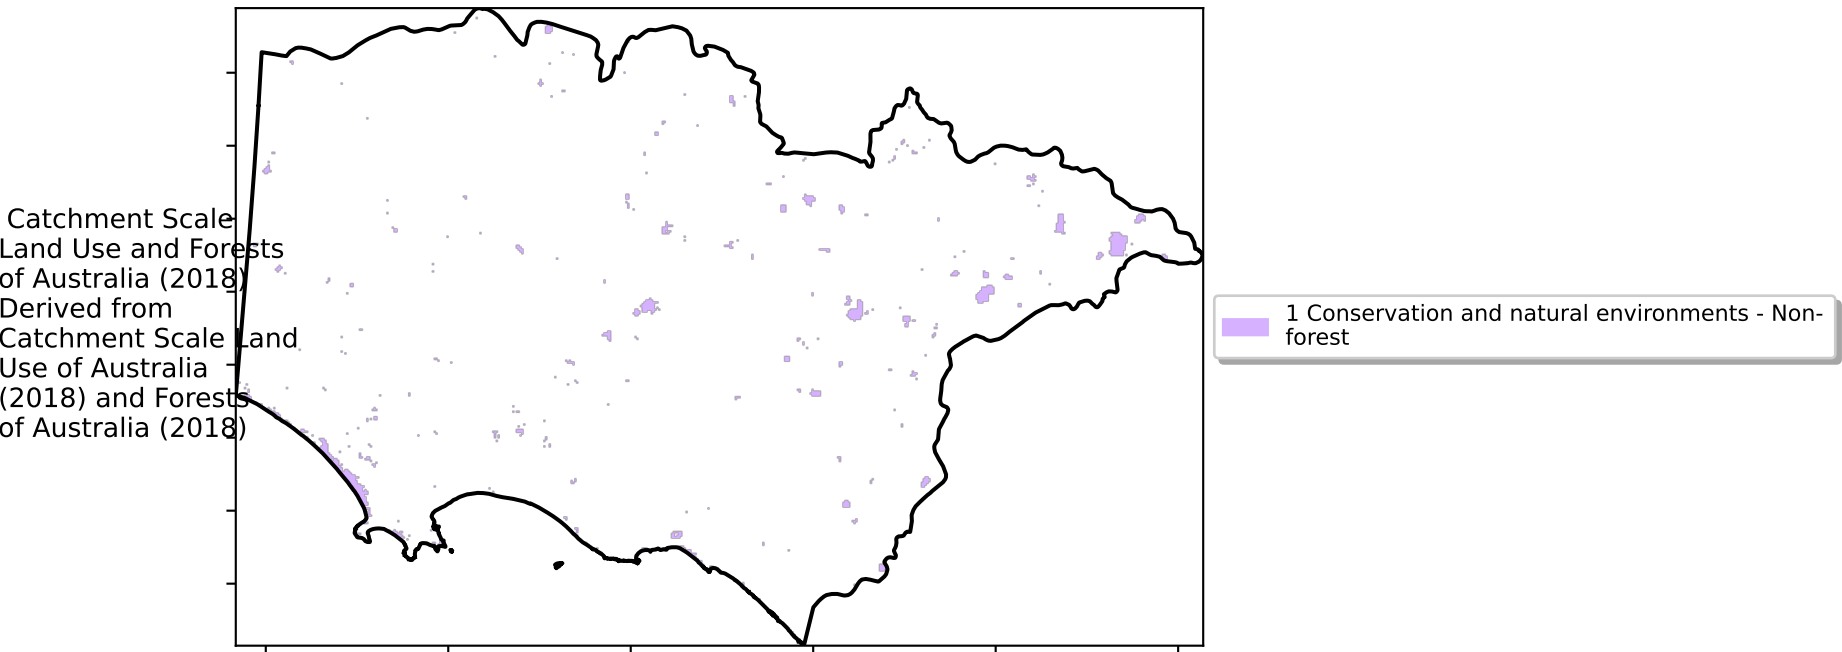 Catchment Scale
Land Use and Forests
of Australia (2018)
Derived from
Catchment Scale Land
Use of Australia
(2018) and Forests
of Australia (2018)
1 Conservation and natural environments - Non-
forest